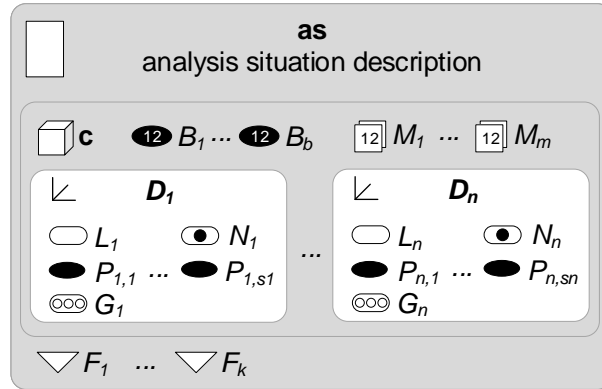 as
analysis situation description
c 12 B1 ... 12 Bb 12 M1 ... 12 Mm
D1
L1 N1
P1,1 ... P1,s1
G1
...
Dn
Ln Nn
Pn,1 ... Pn,sn
Gn
F1 ... Fk